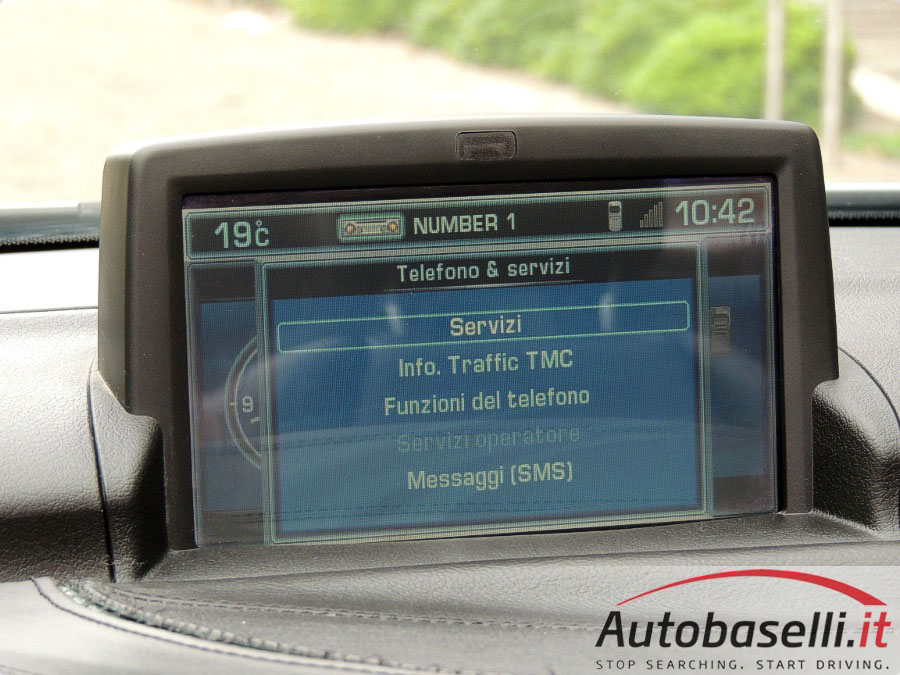 19°C NUMBER 1 10:42
Telefono & servizi
Servizi
Info. Traffic TMC
-9
Funzioni del telefono
Servizi operatore
Messaggi (SMS)
Autobaselli.it
STOP SEARCHING. START DRIVING.